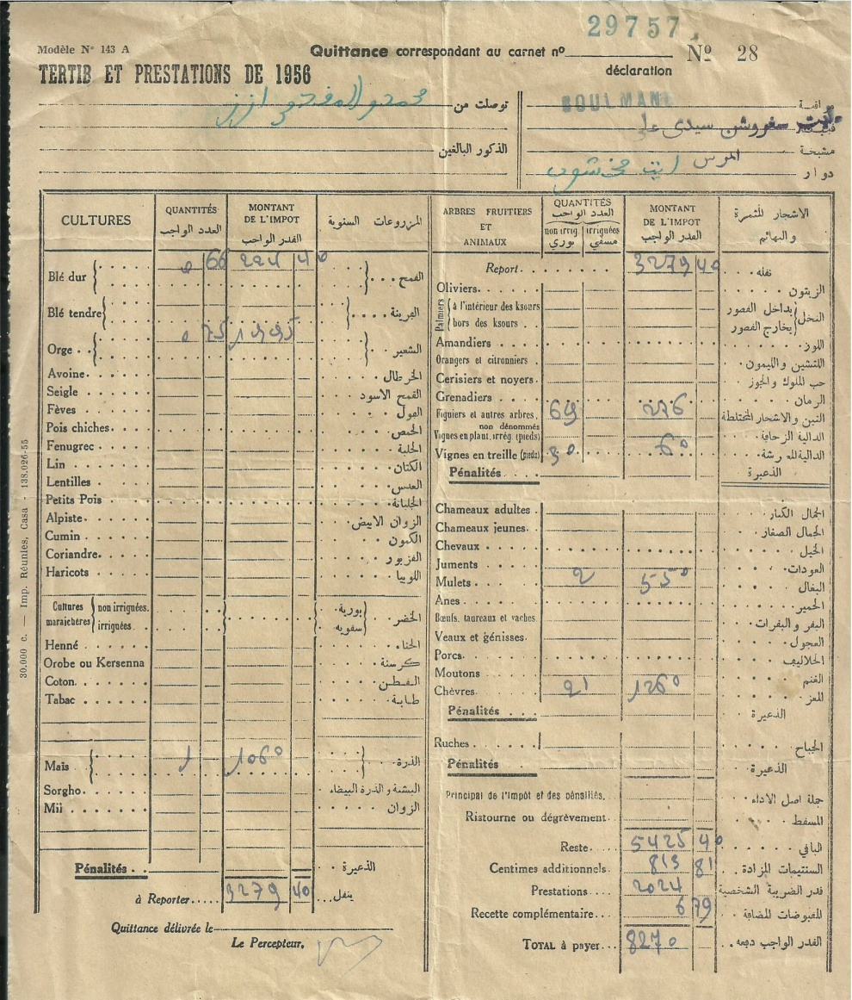 29757
Modèle N° 143 A
Quittance correspondant au carnet n°
N° 28
TERTIB ET PRESTATIONS DE 1956
déclaration
توصلت من
BOULMAN
سغروشن سيدي علي
الذكور البالغين
مشيخة
المرس
دوار
ايت
CULTURES
QUANTITÉS
العدد الواجب
MONTANT DE L'IMPOT
القدر الواجب
المزروعات السنوية
Blé dur 0 66 224 40 القمح
Blé tendre الفرينة
Orge 0 75 1995 الشعير
Avoine الخرطال
Seigle القمح الاسود
Fèves الفول
Pois chiches الحمص
Fenugrec الحلبة
Lin الكتان
Lentilles العدس
Petits Pois الجلبانة
Alpiste الزوان الابيض
Cumin الكمون
Coriandre القزبور
Haricots اللوبيا
Cultures maraichères non irriguées بورية
irriguées سقويه
الخضر
Henné الحناء
Orobe ou Kersenna كرسنة
Coton القطن
Tabac طابة
Maïs 1 1060 الذرة
Sorgho البشنة والذرة البيضاء
Mil الزوان
Pénalités الذعيرة
à Reporter 3279 40 ينقل
Quittance délivrée le
Le Percepteur,
30.000 c. — Imp. Réunies, Casa - 138.026-55
ARBRES FRUITIERS ET ANIMAUX
QUANTITÉS
العدد الواجب
non irrig. بوري
irriguées مسقي
MONTANT DE L'IMPOT
القدر الواجب
الاشجار المثمرة والبهائم
Report 3279 40 نقله
Oliviers الزيتون
Palmiers à l'intérieur des ksours بداخل القصور
hors des ksours بخارج القصور
النخل
Amandiers اللوز
Orangers et citronniers اللتشين والليمون
Cerisiers et noyers حب الملوك والجوز
Grenadiers الرمان
Figuiers et autres arbres, non dénommés 69 276 التين والاشجار المختلطة
Vignes en plant. irrég. (pieds) الدالية الزحافة
Vignes en treille (pieds) 30 60 الدالية المعرشة
Pénalités الذعيرة
Chameaux adultes الجمال الكبار
Chameaux jeunes الجمال الصغار
Chevaux الخيل
Juments العودات
Mulets 2 550 البغال
Anes الحمير
Bœufs, taureaux et vaches البقر والبقرات
Veaux et génisses العجول
Porcs الحلاليف
Moutons الغنم
Chèvres 21 1260 المعز
Pénalités الذعيرة
Ruches الجباح
Pénalités الذعيرة
Principal de l'impôt et des pénalités جملة اصل الاداء
Ristourne ou dégrèvement المسقط
Reste 5425 40 الباقي
Centimes additionnels 813 81 السنتيمات المزادة
Prestations 2024 قدر الضريبة الشخصية
Recette complémentaire 6 79 المقبوضات المضافة
TOTAL à payer 8270 القدر الواجب دفعه